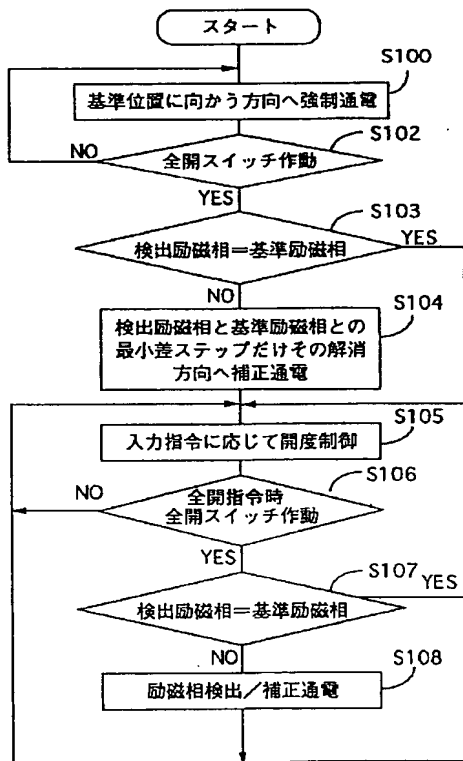 スタート
S100
基準位置に向かう方向へ強制通電
S102
NO
全開スイッチ作動
YES
S103
検出励磁相＝基準励磁相
YES
NO
S104
検出励磁相と基準励磁相との
最小差ステップだけその解消
方向へ補正通電
S105
入力指令に応じて開度制御
S106
NO
全開指令時
全開スイッチ作動
YES
S107
YES
検出励磁相＝基準励磁相
NO
S108
励磁相検出／補正通電